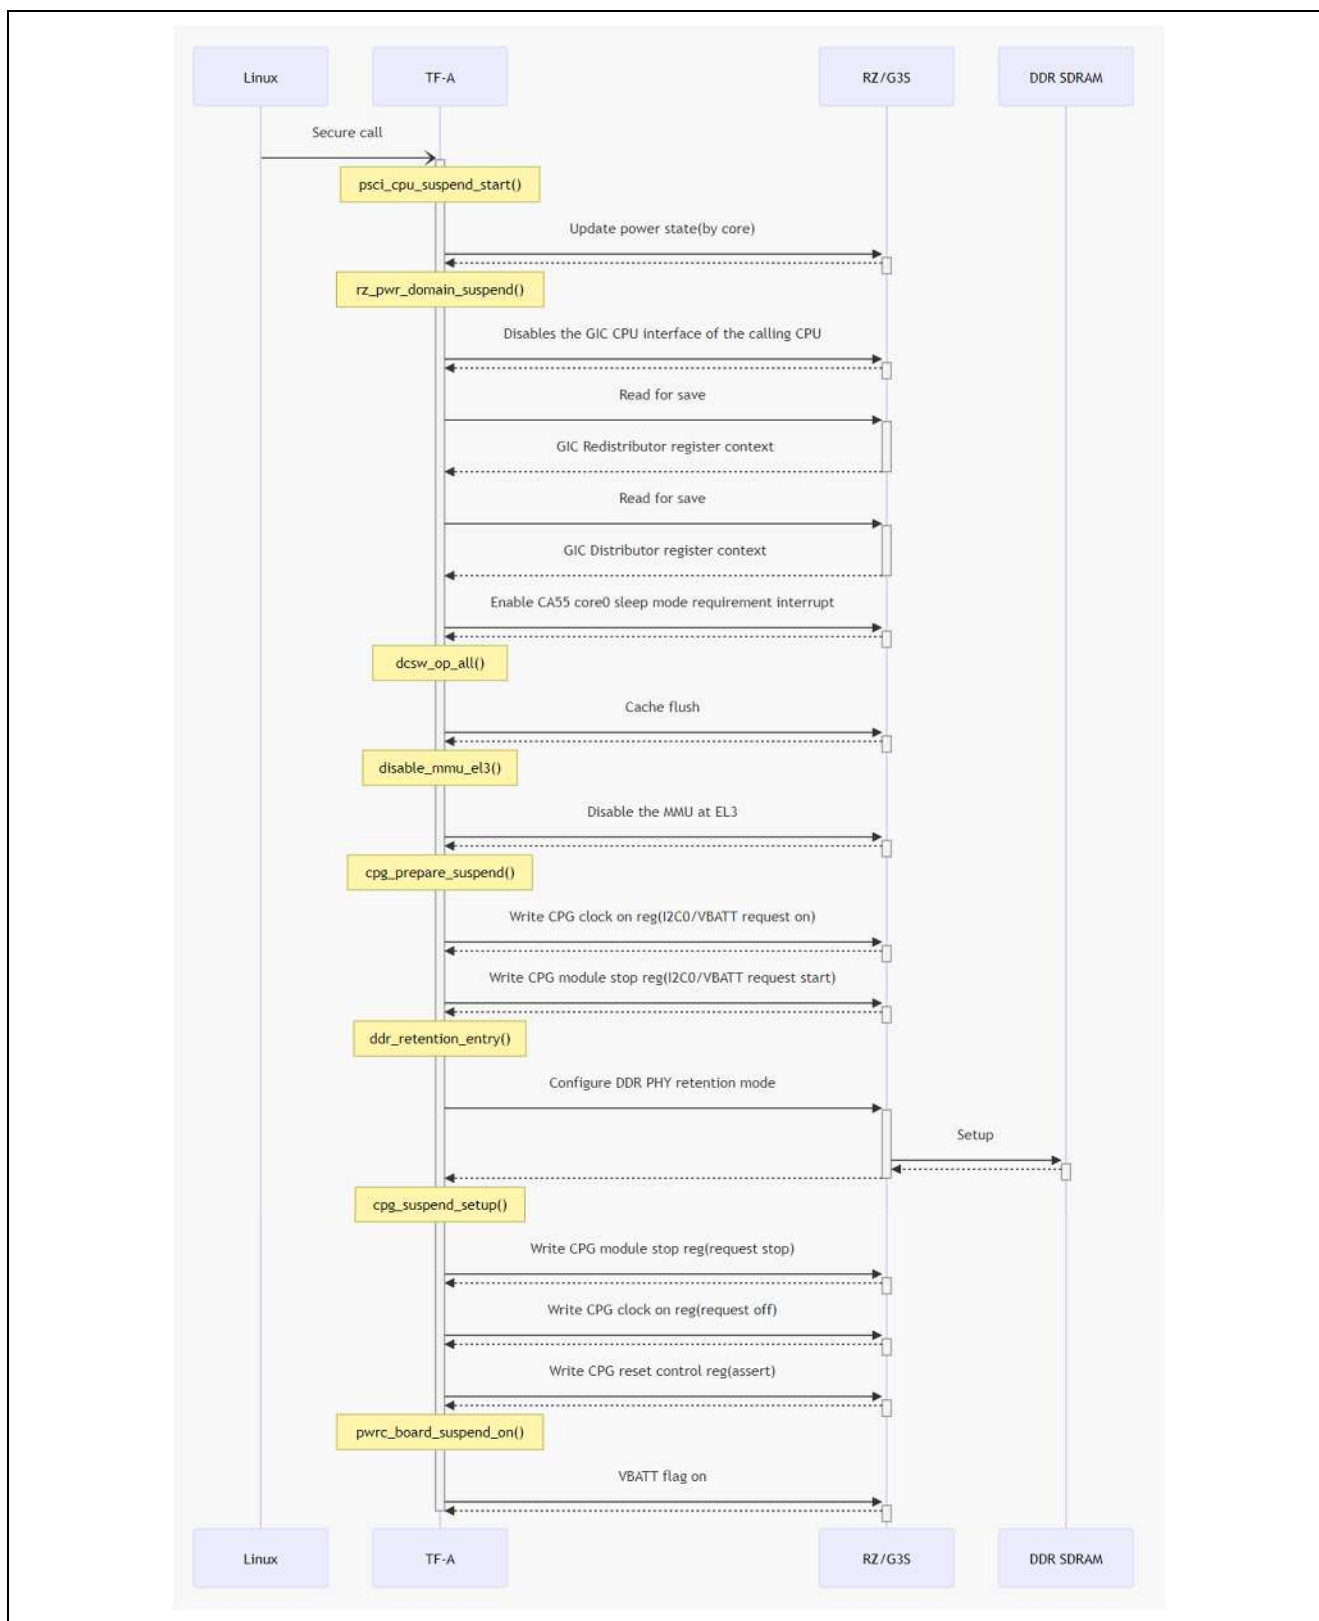 Linux
TF-A
RZ/G3S
DDR SDRAM
Secure call
psci_cpu_suspend_start()
Update power state(by core)
rz_pwr_domain_suspend()
Disables the GIC CPU interface of the calling CPU
Read for save
GIC Redistributor register context
Read for save
GIC Distributor register context
Enable CA55 core0 sleep mode requirement interrupt
dcsw_op_all()
Cache flush
disable_mmu_el3()
Disable the MMU at EL3
cpg_prepare_suspend()
Write CPG clock on reg(I2C0/VBATT request on)
Write CPG module stop reg(I2C0/VBATT request start)
ddr_retention_entry()
Configure DDR PHY retention mode
Setup
cpg_suspend_setup()
Write CPG module stop reg(request stop)
Write CPG clock on reg(request off)
Write CPG reset control reg(assert)
pwrc_board_suspend_on()
VBATT flag on
Linux
TF-A
RZ/G3S
DDR SDRAM